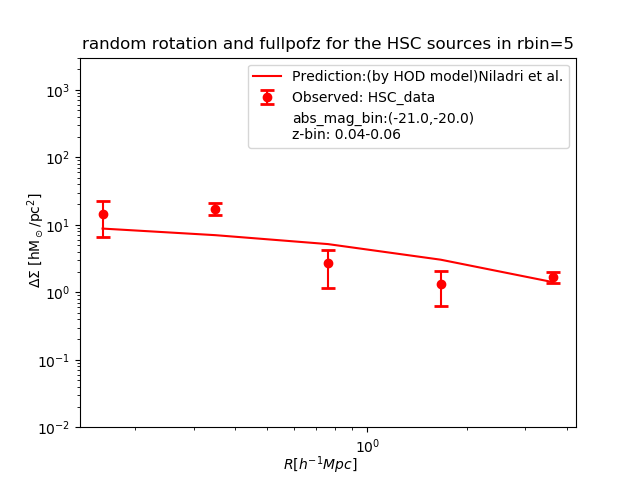 random rotation and fullpofz for the HSC sources in rbin=5
Prediction:(by HOD model)Niladri et al.
Observed: HSC_data
abs_mag_bin:(-21.0,-20.0)
z-bin: 0.04-0.06
10³
10²
10¹
10⁰
10⁻¹
10⁻²
ΔΣ [hM⊙/pc²]
10⁰
R[h⁻¹Mpc]